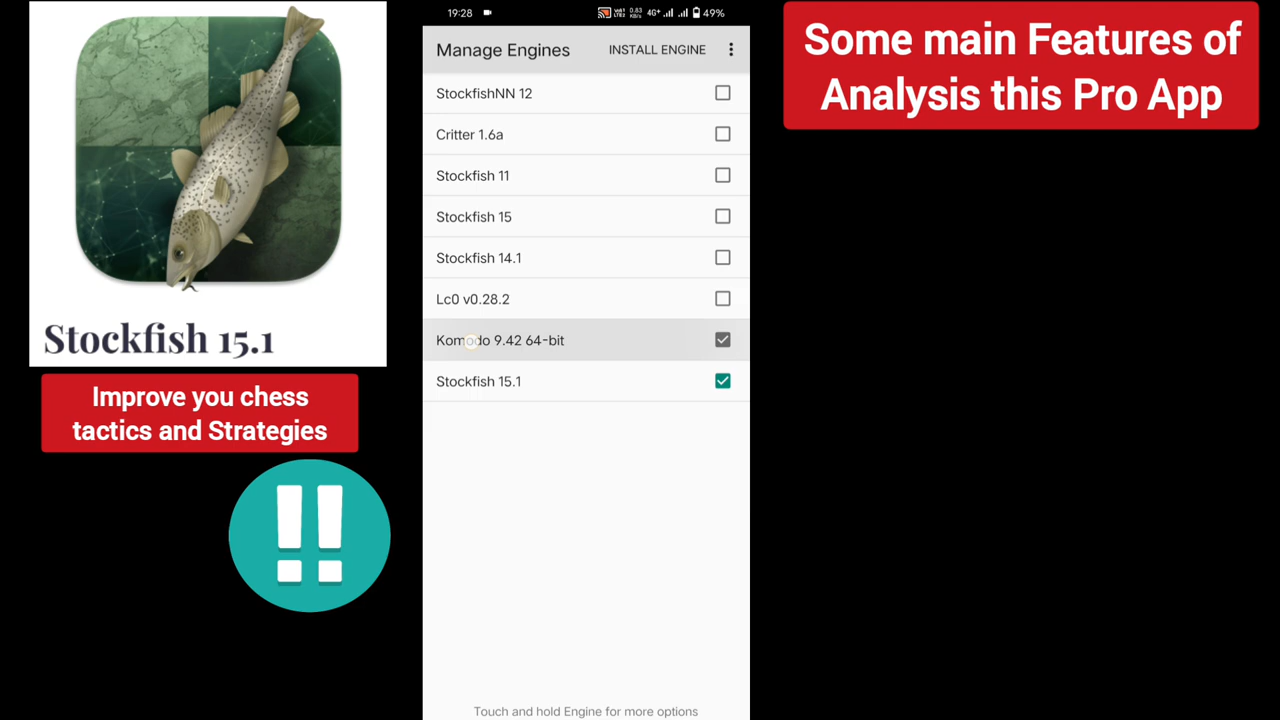 Stockfish 15.1
Improve you chess
tactics and Strategies
!!
19:28
4G+
49%
Manage Engines
INSTALL ENGINE
StockfishNN 12
Critter 1.6a
Stockfish 11
Stockfish 15
Stockfish 14.1
Lc0 v0.28.2
Komodo 9.42 64-bit
Stockfish 15.1
Touch and hold Engine for more options
Some main Features of
Analysis this Pro App